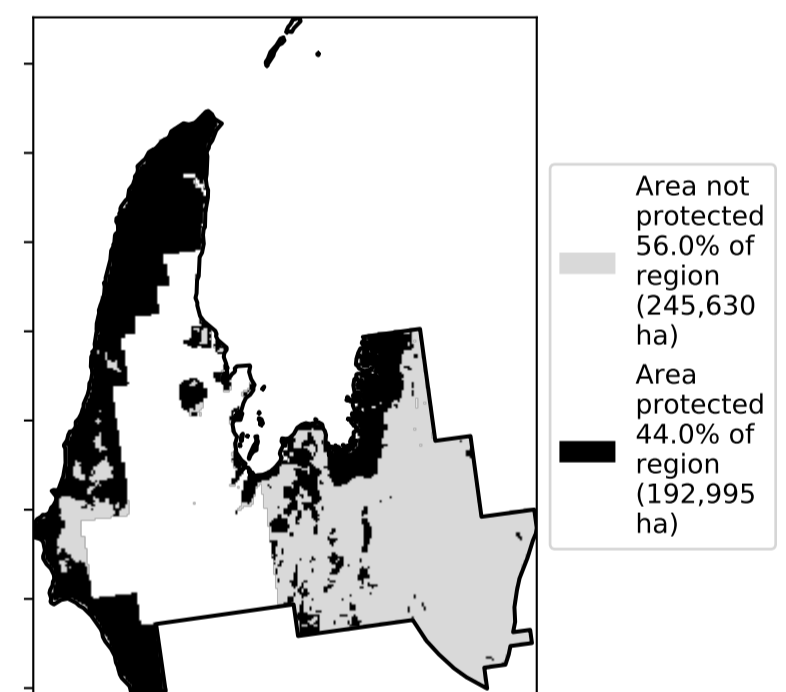 Area not
protected
56.0% of
region
(245,630
ha)
Area
protected
44.0% of
region
(192,995
ha)